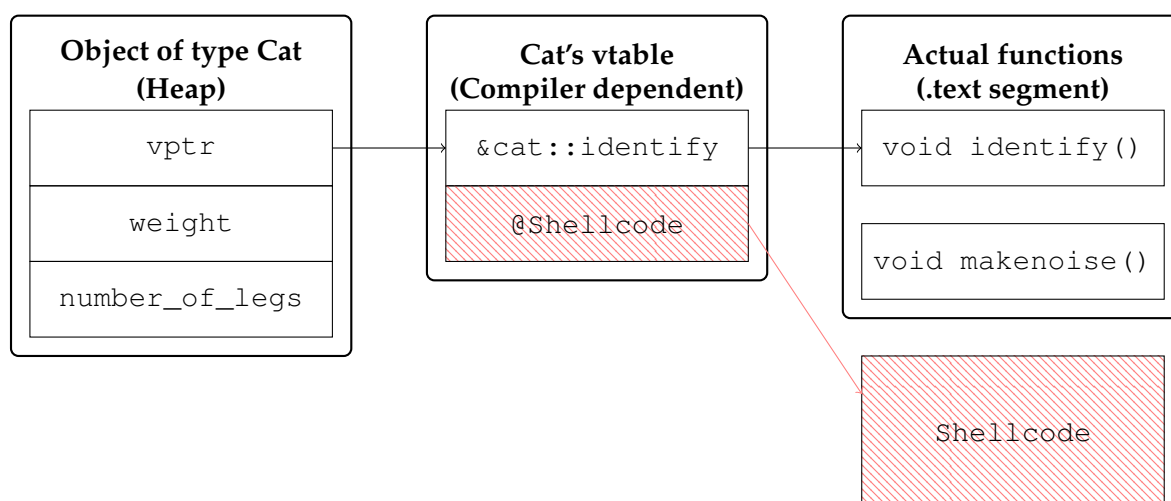 Object of type Cat
(Heap)
vptr
weight
number_of_legs
Cat's vtable
(Compiler dependent)
&cat::identify
@Shellcode
Actual functions
(.text segment)
void identify()
void makenoise()
Shellcode